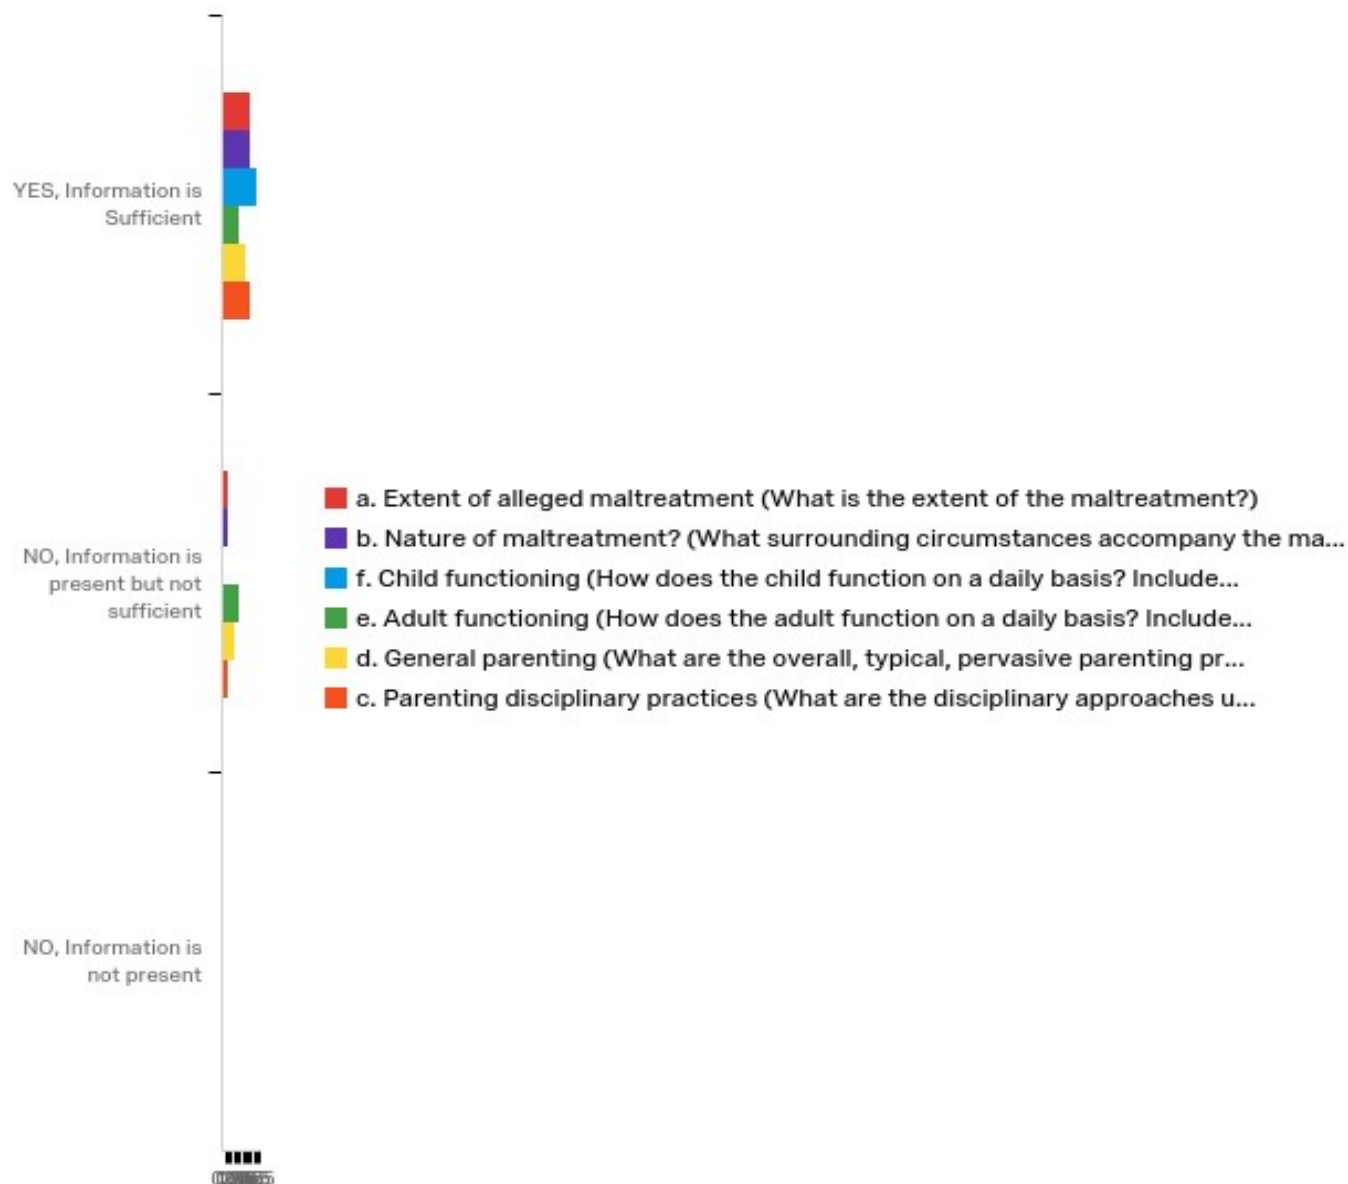 YES, Information is
Sufficient
NO, Information is
present but not
sufficient
a. Extent of alleged maltreatment (What is the extent of the maltreatment?)
b. Nature of maltreatment? (What surrounding circumstances accompany the ma...
f. Child functioning (How does the child function on a daily basis? Include...
e. Adult functioning (How does the adult function on a daily basis? Include...
d. General parenting (What are the overall, typical, pervasive parenting pr...
c. Parenting disciplinary practices (What are the disciplinary approaches u...
NO, Information is
not present